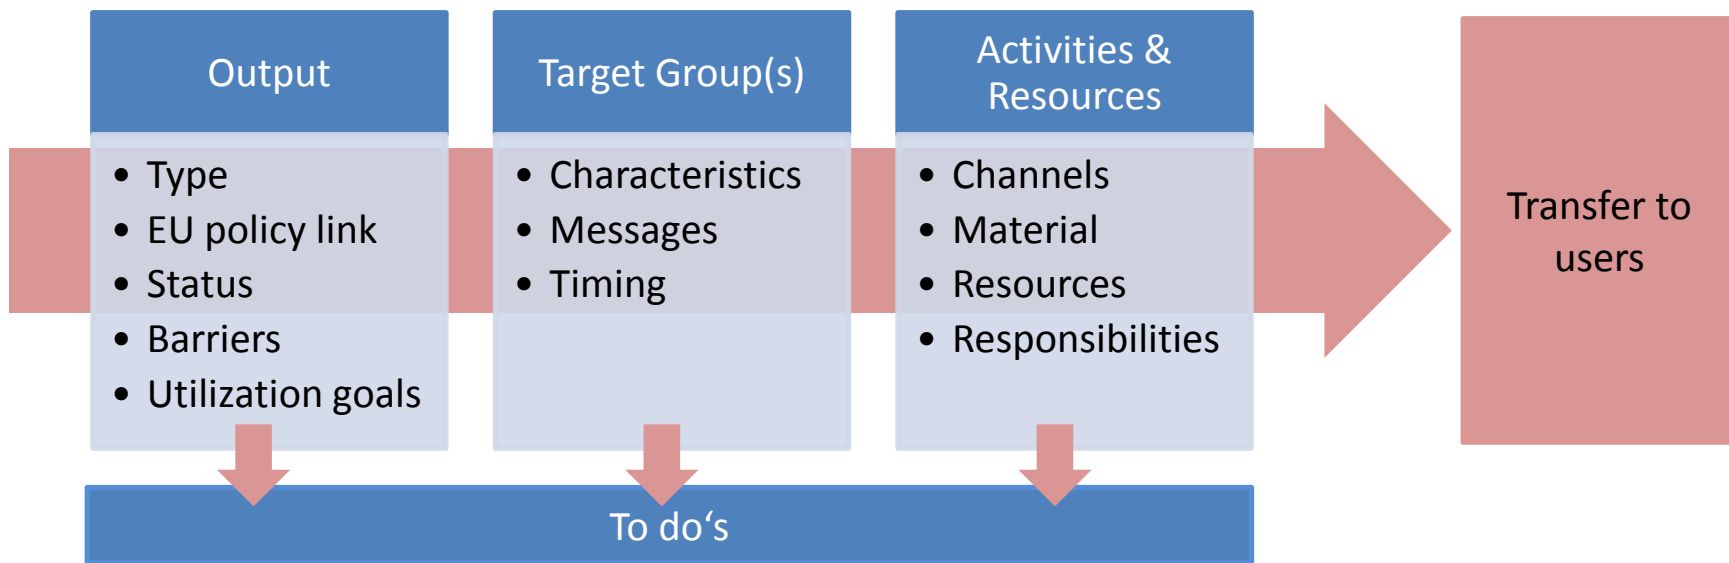 Output
• Type
• EU policy link
• Status
• Barriers
• Utilization goals
Target Group(s)
• Characteristics
• Messages
• Timing
Activities &
Resources
• Channels
• Material
• Resources
• Responsibilities
Transfer to
users
To do‘s